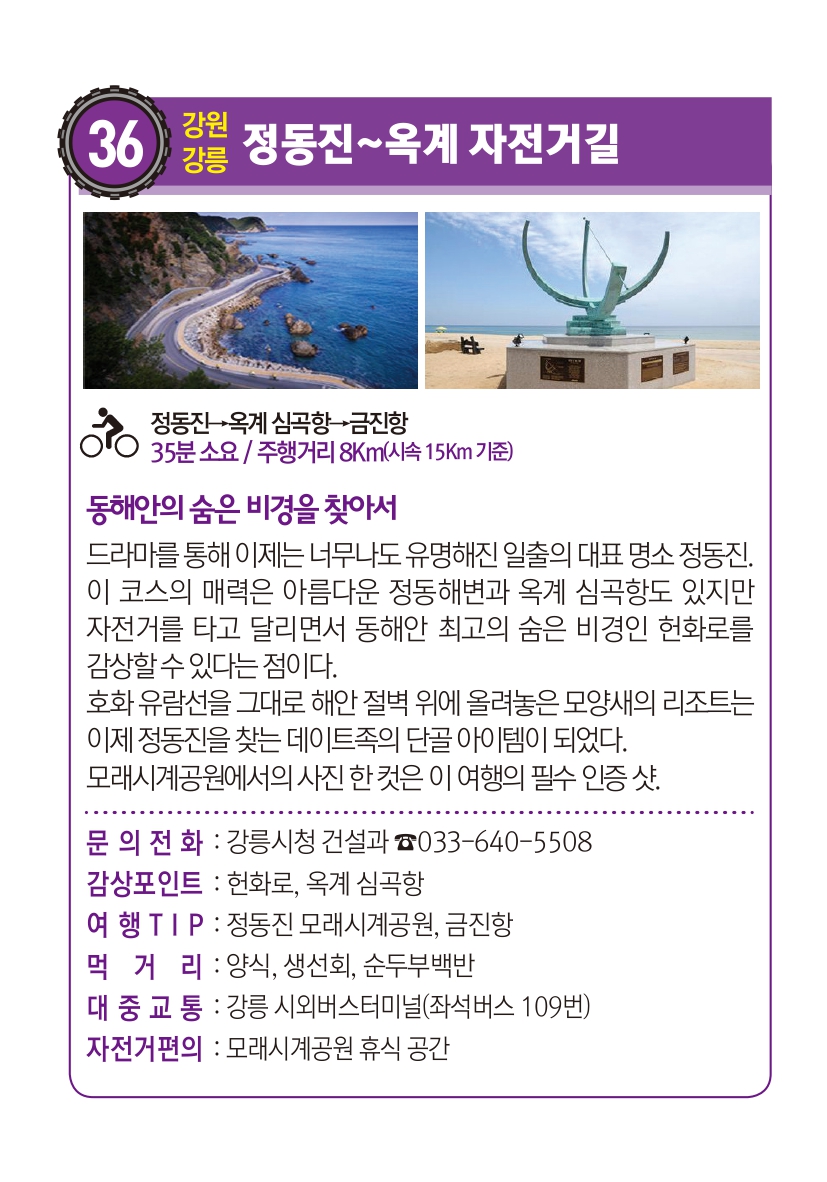 36
강원
강릉
정동진~옥계 자전거길
정동진→옥계 심곡항→금진항
35분 소요 / 주행거리 8Km(시속 15Km 기준)
동해안의 숨은 비경을 찾아서
드라마를 통해 이제는 너무나도 유명해진 일출의 대표 명소 정동진.
이 코스의 매력은 아름다운 정동해변과 옥계 심곡항도 있지만
자전거를 타고 달리면서 동해안 최고의 숨은 비경인 헌화로를
감상할 수 있다는 점이다.
호화 유람선을 그대로 해안 절벽 위에 올려놓은 모양새의 리조트는
이제 정동진을 찾는 데이트족의 단골 아이템이 되었다.
모래시계공원에서의 사진 한 컷은 이 여행의 필수 인증 샷.
문 의 전 화 : 강릉시청 건설과 ☎033-640-5508
감상포인트 : 헌화로, 옥계 심곡항
여 행 T I P : 정동진 모래시계공원, 금진항
먹 거 리 : 양식, 생선회, 순두부백반
대 중 교 통 : 강릉 시외버스터미널(좌석버스 109번)
자전거편의 : 모래시계공원 휴식 공간